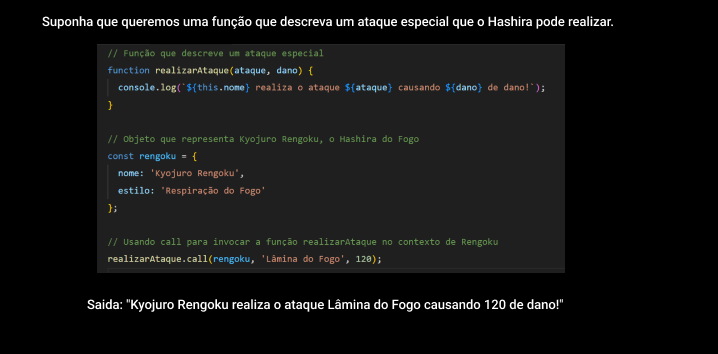 Suponha que queremos uma função que descreva um ataque especial que o Hashira pode realizar.
// Função que descreve um ataque especial
function realizarAtaque(ataque, dano) {
  console.log(`${this.nome} realiza o ataque ${ataque} causando ${dano} de dano!`);
}
// Objeto que representa Kyojuro Rengoku, o Hashira do Fogo
const rengoku = {
  nome: 'Kyojuro Rengoku',
  estilo: 'Respiração do Fogo'
};
// Usando call para invocar a função realizarAtaque no contexto de Rengoku
realizarAtaque.call(rengoku, 'Lâmina do Fogo', 120);
Saida: "Kyojuro Rengoku realiza o ataque Lâmina do Fogo causando 120 de dano!"